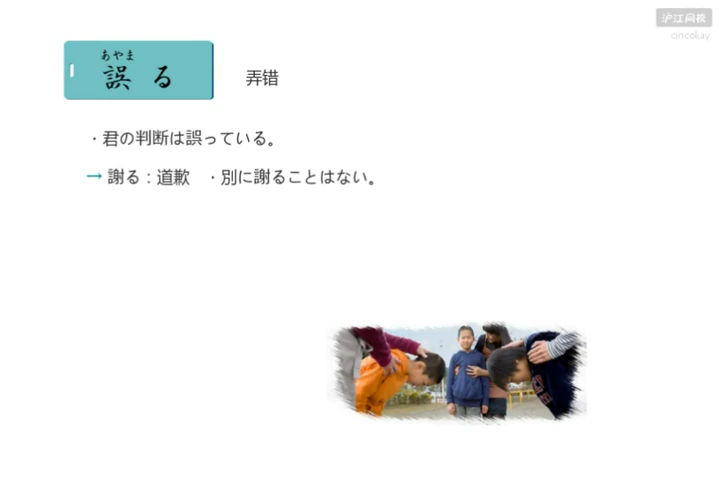 沪江网校
cincokay
あやま
誤る 弄错
・君の判断は誤っている。
→ 謝る：道歉 ・別に謝ることはない。